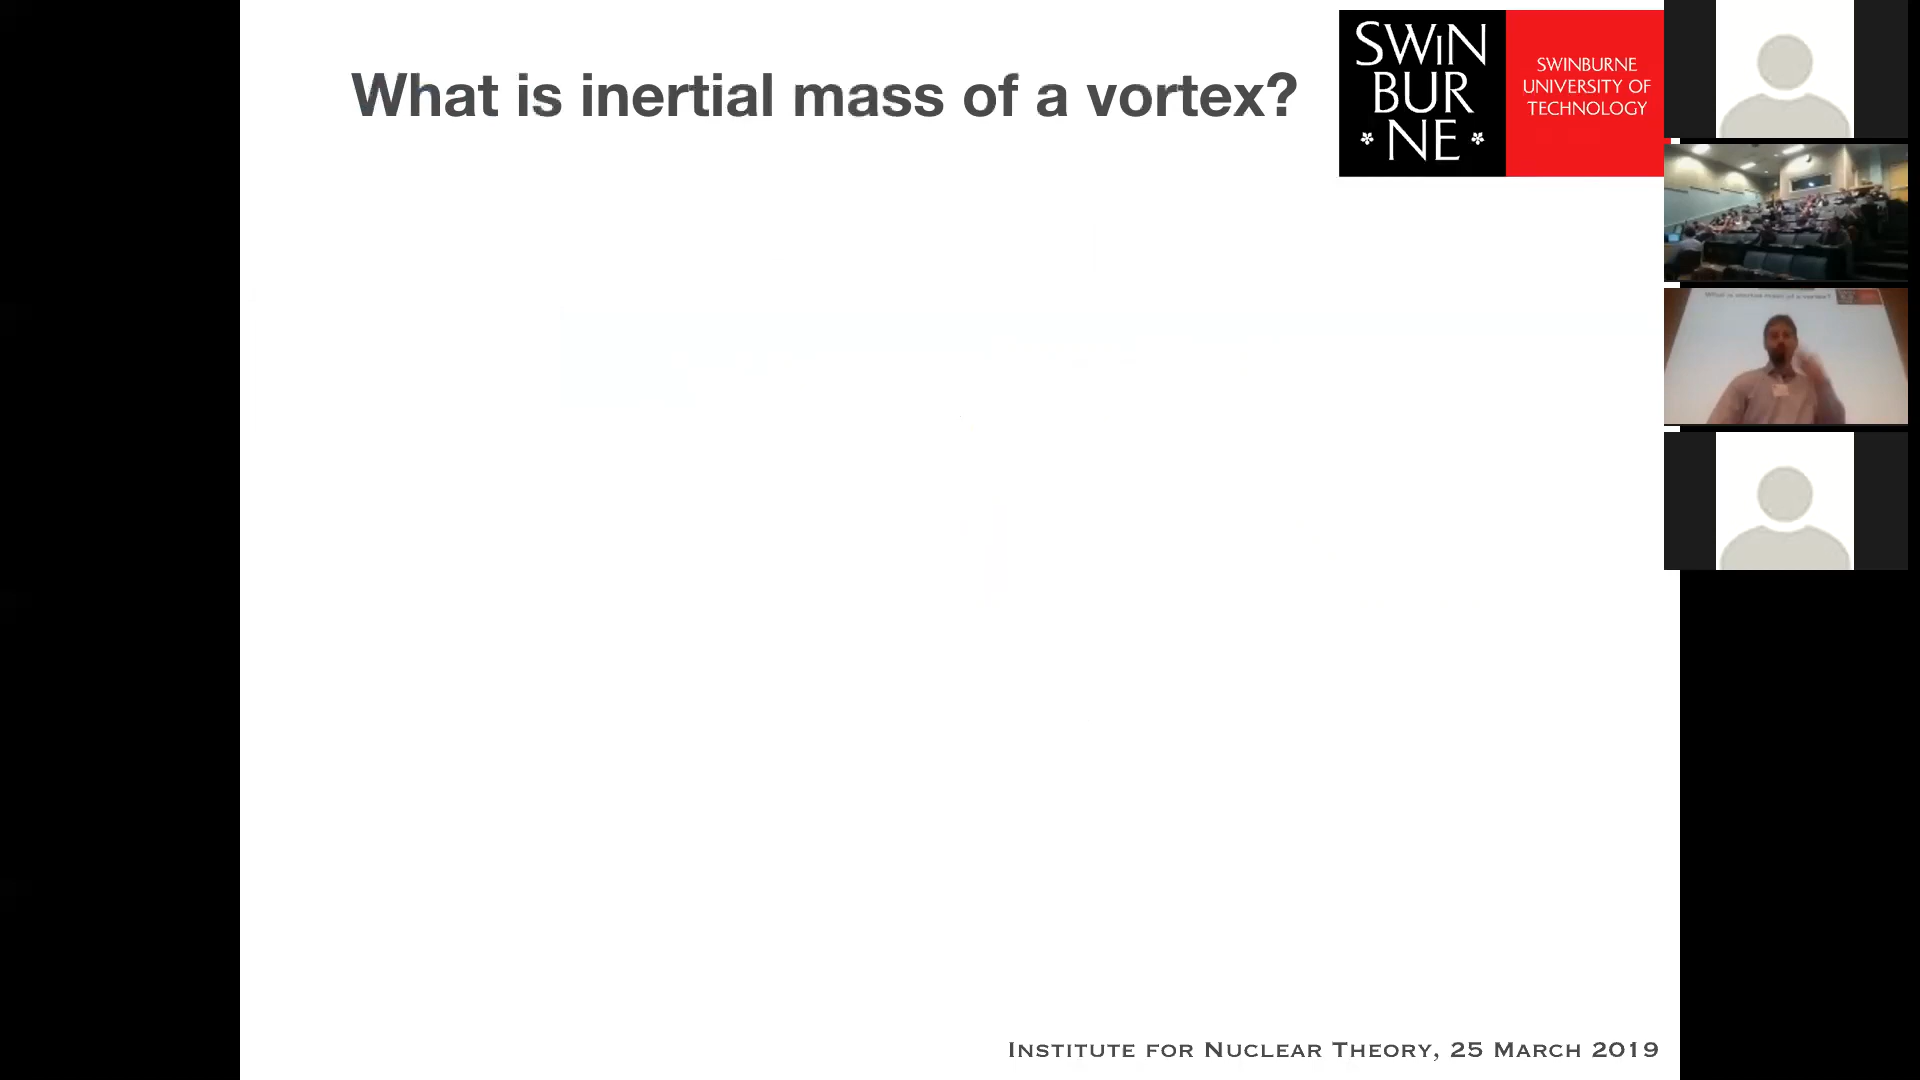 What is inertial mass of a vortex?
SWiN
BUR
NE
SWINBURNE
UNIVERSITY OF
TECHNOLOGY
INSTITUTE FOR NUCLEAR THEORY, 25 MARCH 2019